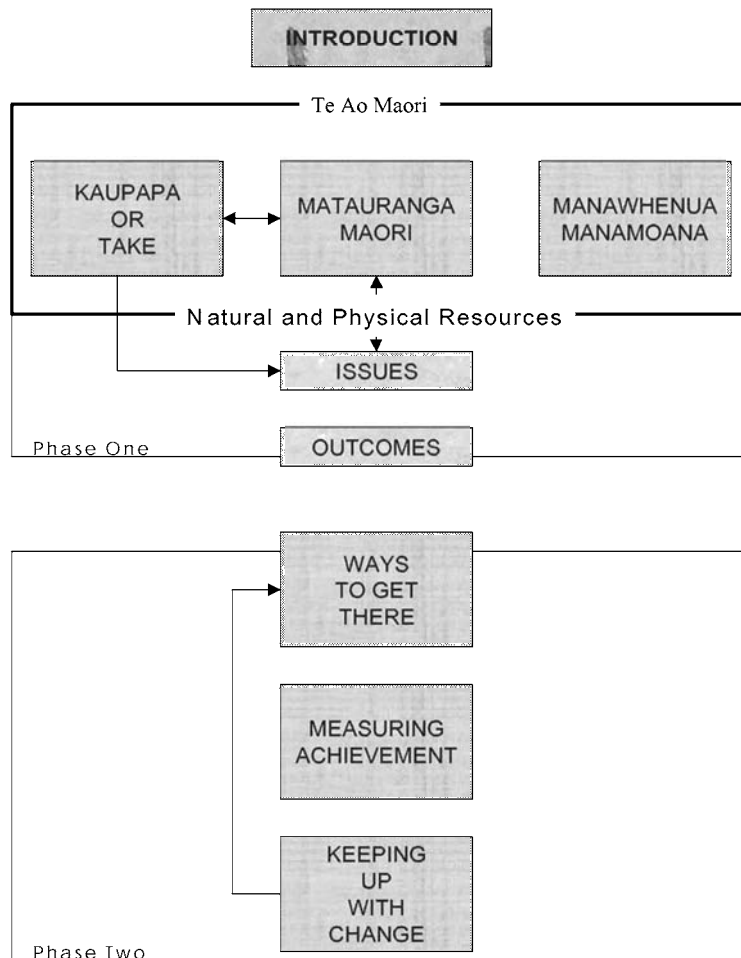 INTRODUCTION
Te Ao Maori
KAUPAPA
OR
TAKE
MATAURANGA
MAORI
MANAWHENUA
MANAMOANA
Natural and Physical Resources
ISSUES
OUTCOMES
Phase One
WAYS
TO GET
THERE
MEASURING
ACHIEVEMENT
KEEPING
UP
WITH
CHANGE
Phase Two